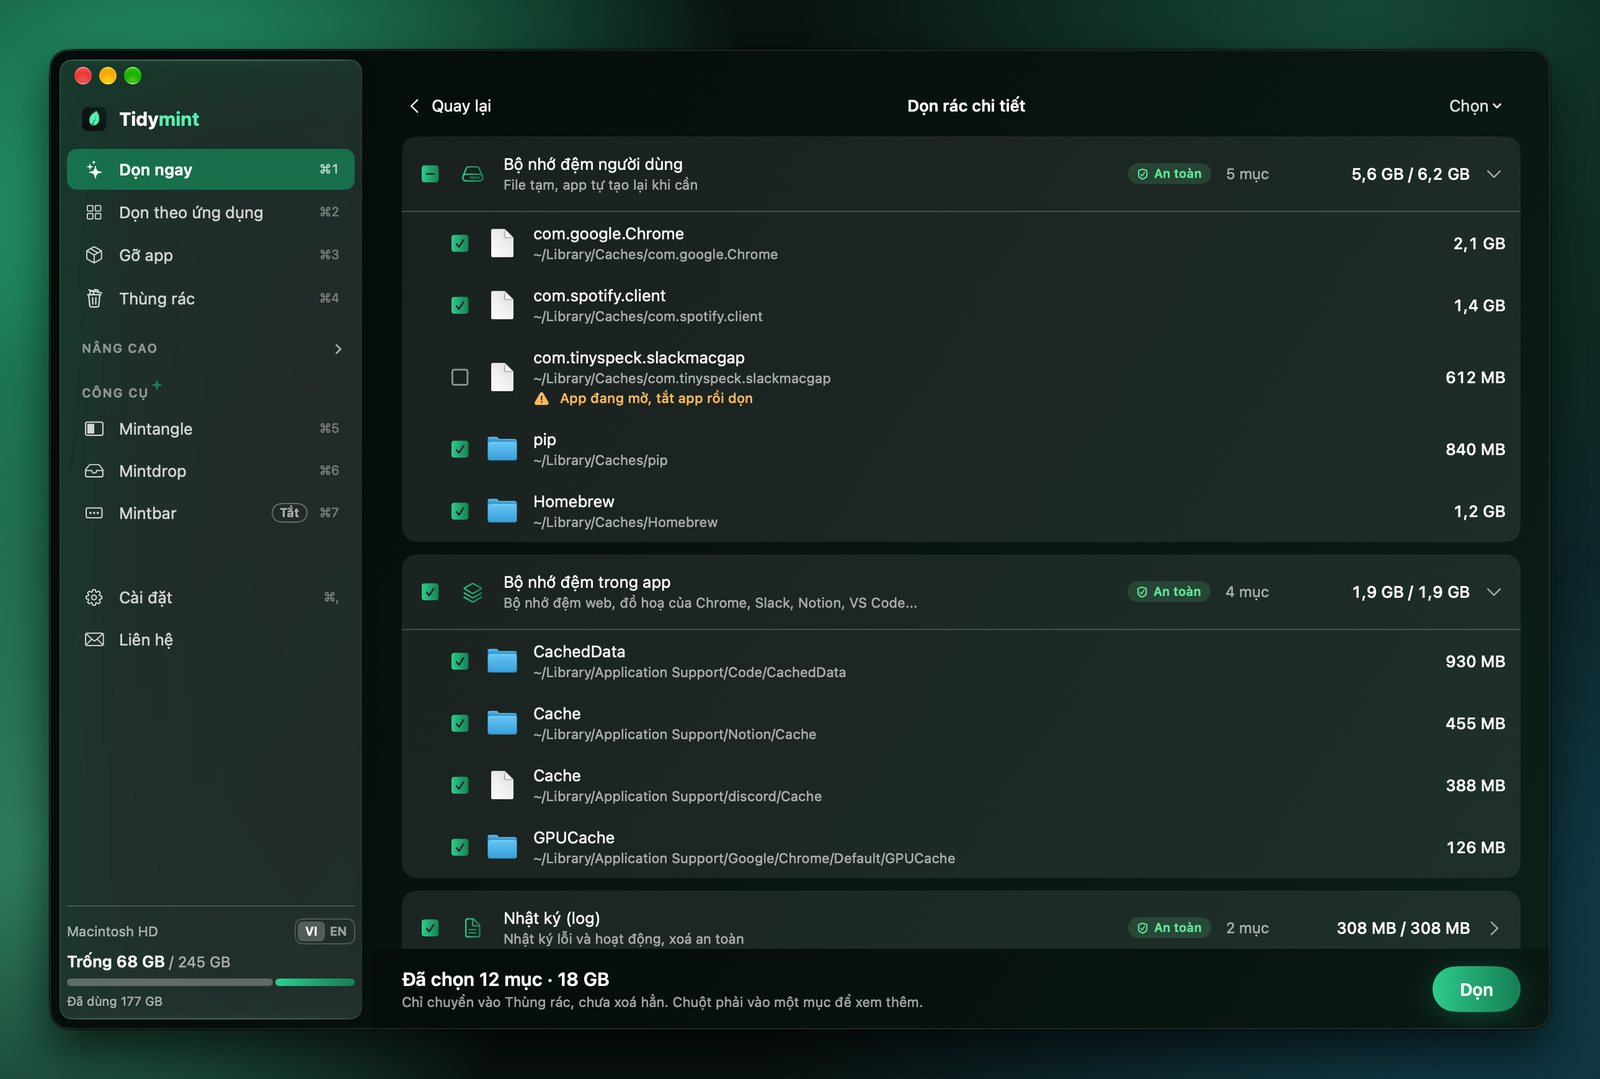 Tidymint
Dọn ngay ⌘1
Dọn theo ứng dụng ⌘2
Gỡ app ⌘3
Thùng rác ⌘4
NÂNG CAO
CÔNG CỤ
Mintangle ⌘5
Mintdrop ⌘6
Mintbar Tắt ⌘7
Cài đặt ⌘,
Liên hệ
Macintosh HD VI EN
Trống 68 GB / 245 GB
Đã dùng 177 GB
Quay lại Dọn rác chi tiết Chọn
Bộ nhớ đệm người dùng
File tạm, app tự tạo lại khi cần
An toàn 5 mục 5,6 GB / 6,2 GB
com.google.Chrome
~/Library/Caches/com.google.Chrome
2,1 GB
com.spotify.client
~/Library/Caches/com.spotify.client
1,4 GB
com.tinyspeck.slackmacgap
~/Library/Caches/com.tinyspeck.slackmacgap
App đang mở, tắt app rồi dọn
612 MB
pip
~/Library/Caches/pip
840 MB
Homebrew
~/Library/Caches/Homebrew
1,2 GB
Bộ nhớ đệm trong app
Bộ nhớ đệm web, đồ hoạ của Chrome, Slack, Notion, VS Code...
An toàn 4 mục 1,9 GB / 1,9 GB
CachedData
~/Library/Application Support/Code/CachedData
930 MB
Cache
~/Library/Application Support/Notion/Cache
455 MB
Cache
~/Library/Application Support/discord/Cache
388 MB
GPUCache
~/Library/Application Support/Google/Chrome/Default/GPUCache
126 MB
Nhật ký (log)
Nhật ký lỗi và hoạt động, xoá an toàn
An toàn 2 mục 308 MB / 308 MB
Đã chọn 12 mục · 18 GB
Chỉ chuyển vào Thùng rác, chưa xoá hẳn. Chuột phải vào một mục để xem thêm.
Dọn